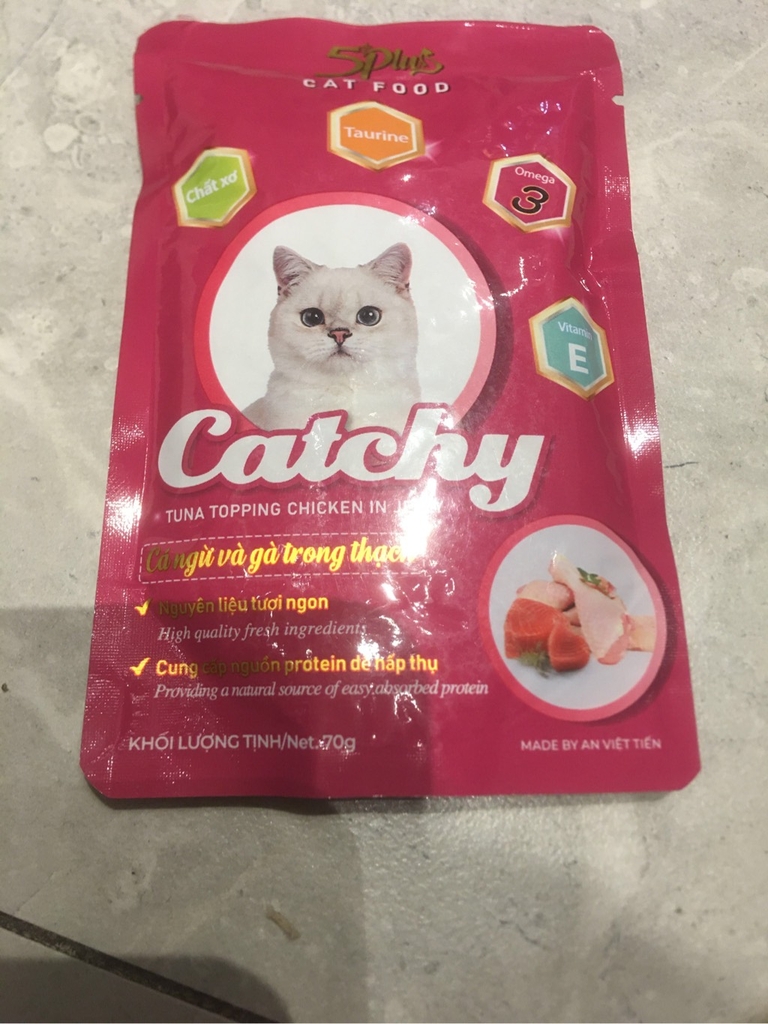 5Plus
CAT FOOD
Taurine
Chất xơ
Omega
3
Vitamin
E
Catchy
TUNA TOPPING CHICKEN IN JELLY
Cá ngừ và gà trong thạch
Nguyên liệu tươi ngon
High quality fresh ingredients
Cung cấp nguồn protein dễ hấp thụ
Providing a natural source of easy absorbed protein
KHỐI LƯỢNG TỊNH/Net: 70g
MADE BY AN VIỆT TIẾN